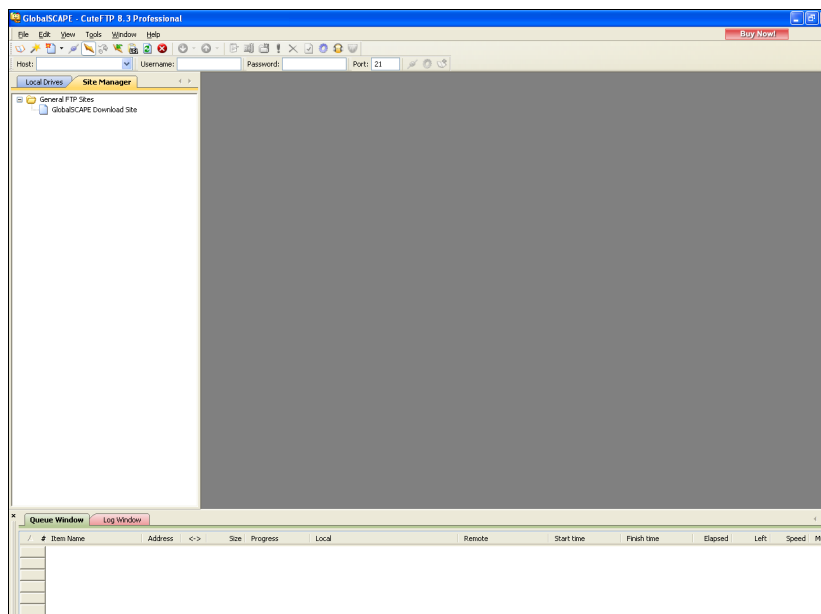 GlobalSCAPE - CuteFTP 8.3 Professional
File Edit View Tools Window Help Buy Now!
Host: Username: Password: Port: 21
Local Drives Site Manager
General FTP Sites
GlobalSCAPE Download Site
Queue Window Log Window
/ # Item Name Address <-> Size Progress Local Remote Start time Finish time Elapsed Left Speed M